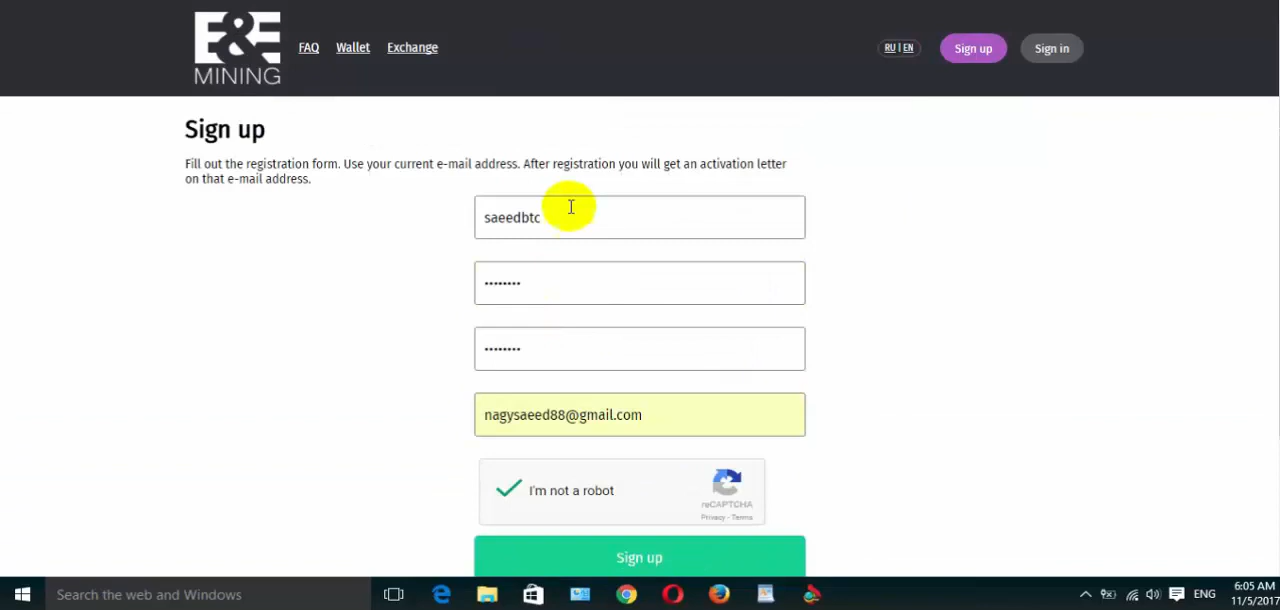 E&E
MINING
FAQ Wallet Exchange
RU | EN
Sign up
Sign in
Sign up
Fill out the registration form. Use your current e-mail address. After registration you will get an activation letter
on that e-mail address.
saeedbtc
••••••••
••••••••
nagysaeed88@gmail.com
I'm not a robot
reCAPTCHA
Privacy - Terms
Sign up
Search the web and Windows
ENG
6:05 AM
11/5/2017